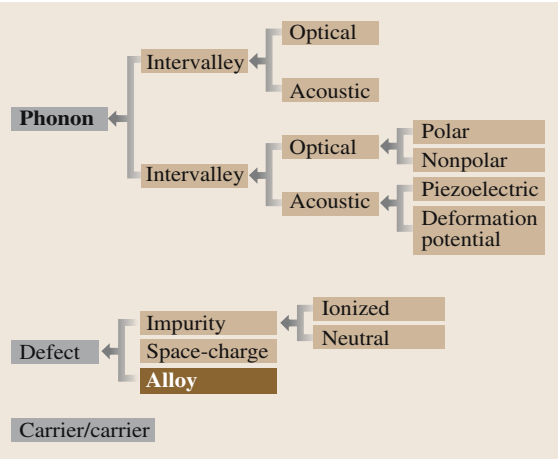 Optical
Intervalley
Acoustic
Phonon
Polar
Optical
Nonpolar
Intervalley
Piezoelectric
Acoustic
Deformation
potential
Ionized
Impurity
Neutral
Defect
Space-charge
Alloy
Carrier/carrier